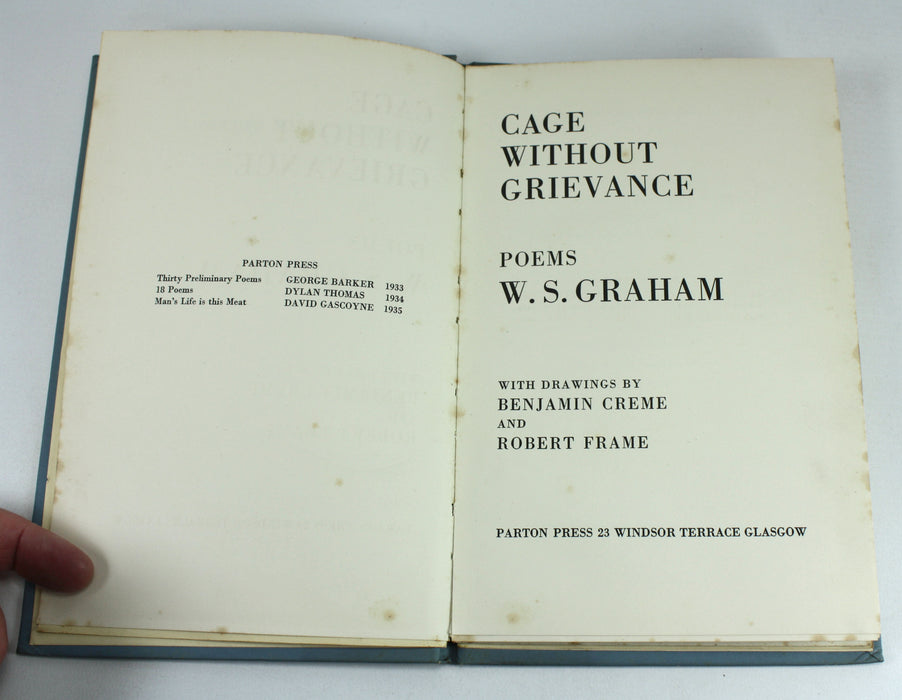 PARTON PRESS
Thirty Preliminary Poems GEORGE BARKER 1933
18 Poems DYLAN THOMAS 1934
Man's Life is this Meat DAVID GASCOYNE 1935
CAGE
WITHOUT
GRIEVANCE
POEMS
W. S. GRAHAM
WITH DRAWINGS BY
BENJAMIN CREME
AND
ROBERT FRAME
PARTON PRESS 23 WINDSOR TERRACE GLASGOW